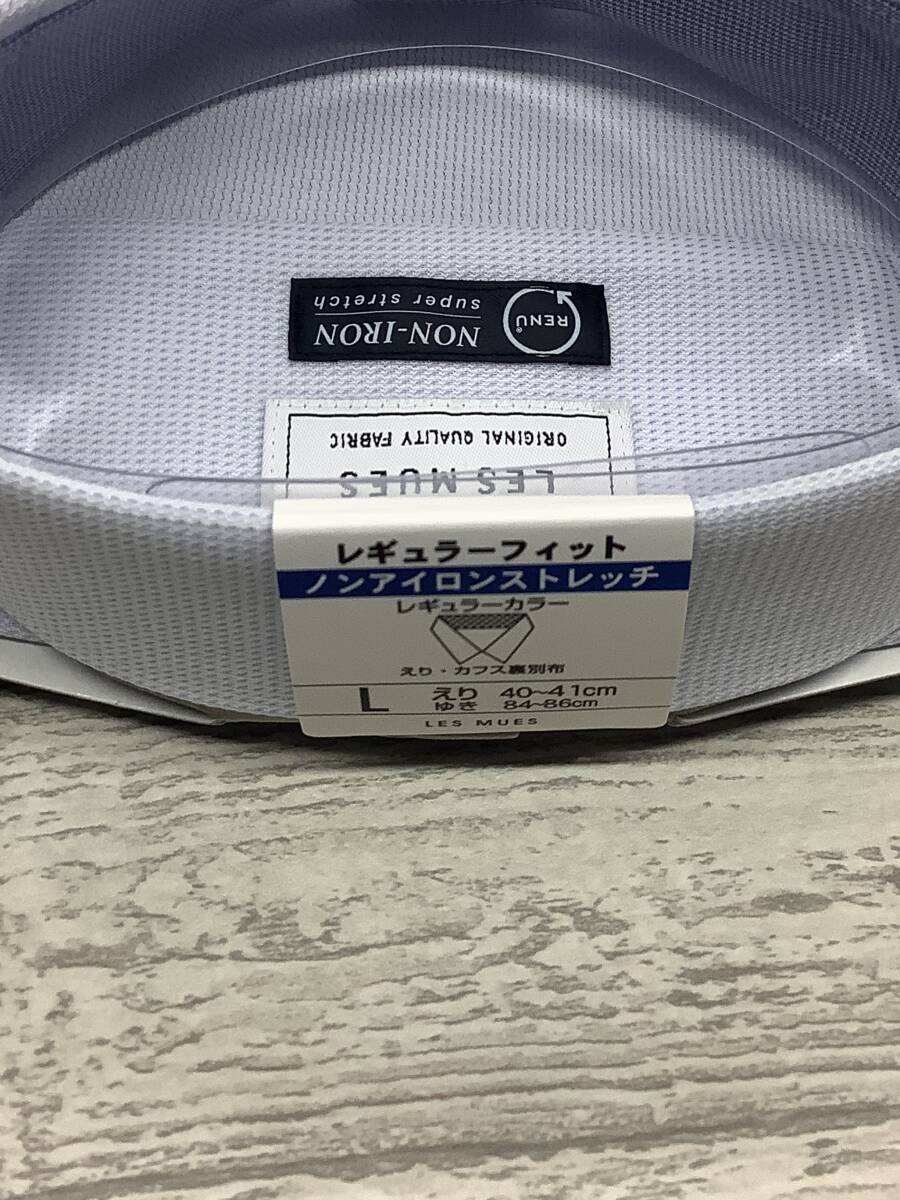 RENU®
NON-IRON
super stretch
LES MUES
ORIGINAL QUALITY FABRIC
レギュラーフィット
ノンアイロンストレッチ
レギュラーカラー
えり・カフス裏別布
L
えり 40~41cm
ゆき 84~86cm
LES MUES